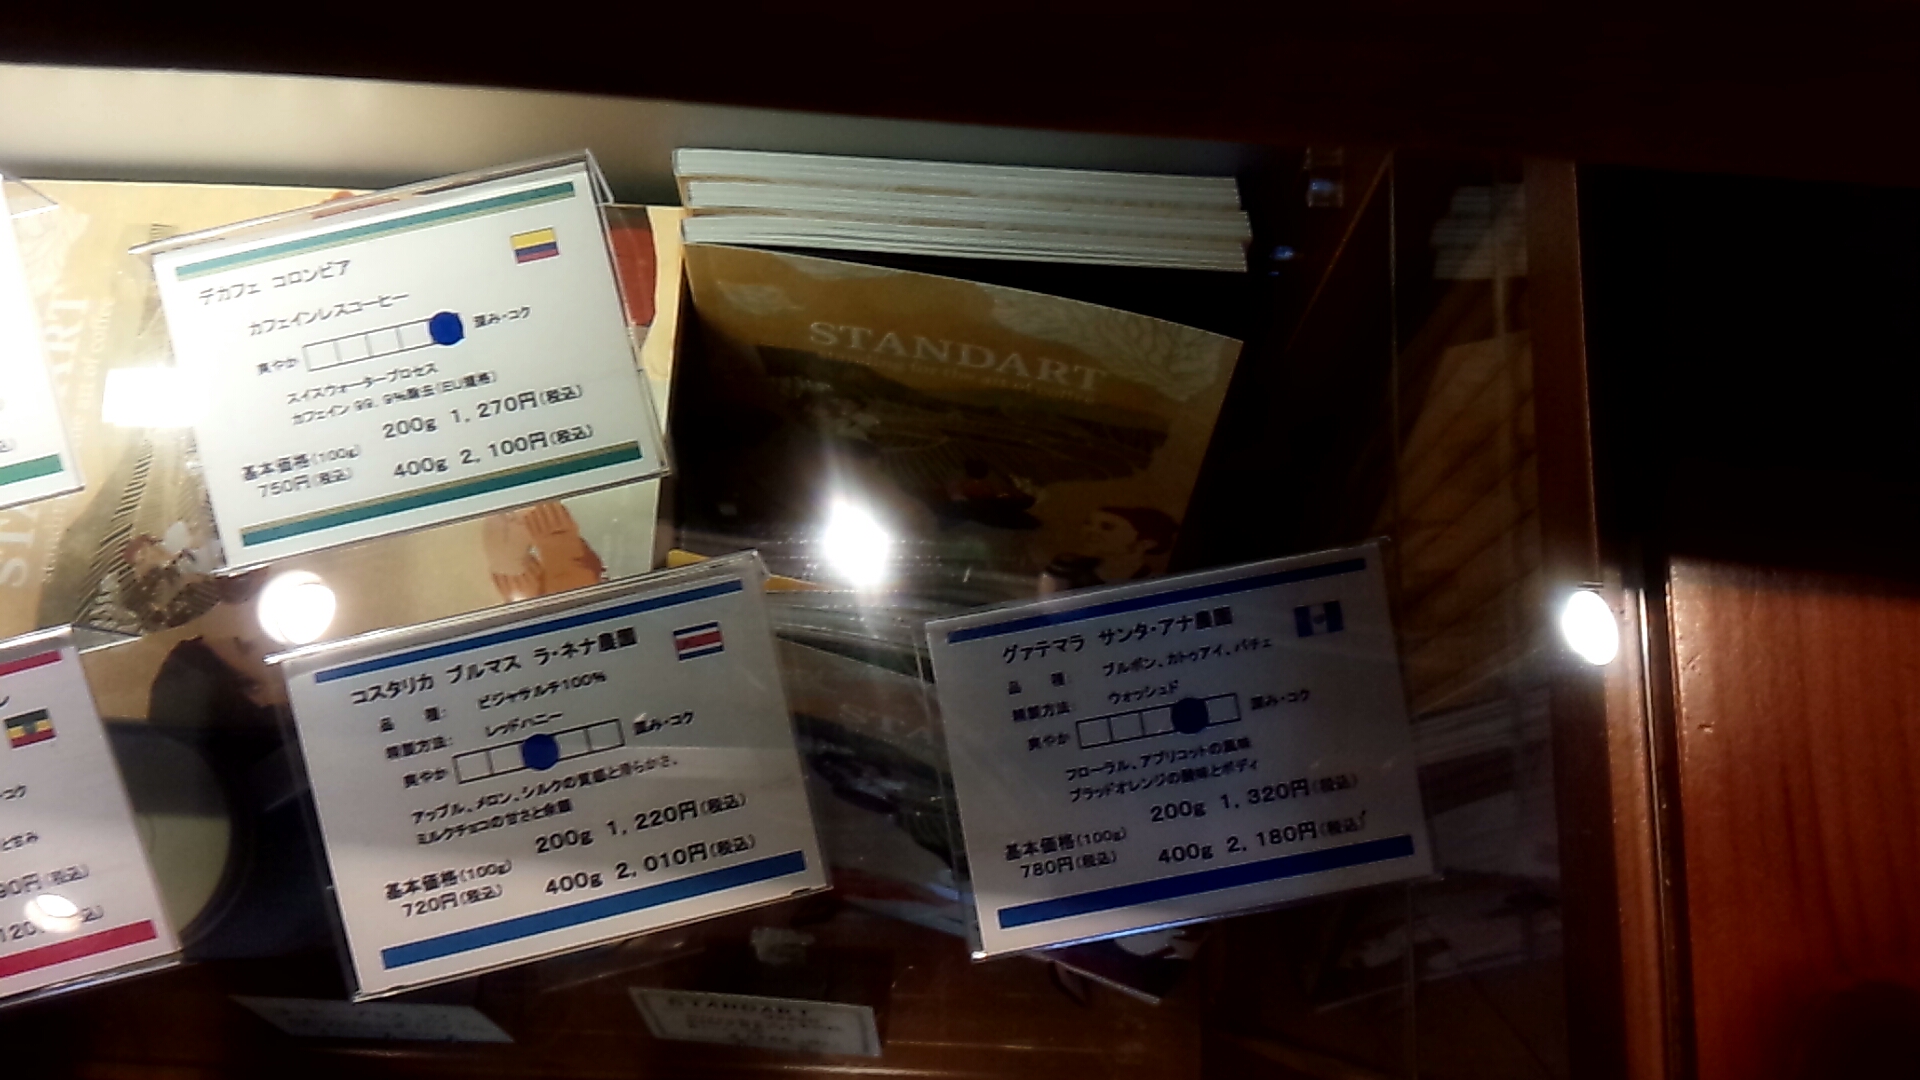 デカフェ コロンビア
カフェインレスコーヒー
爽やか 深み・コク
スイスウォータープロセス
カフェイン 99.9%除去(EU規格)
200g 1,270円(税込)
基本価格(100g)
750円(税込) 400g 2,100円(税込)
STANDART
コスタリカ ブルマス ラ・ネナ農園
品 種: ビジャサルチ100%
精製方法: レッドハニー
爽やか 深み・コク
アップル、メロン、シルクの質感と滑らかさ。
ミルクチョコの甘さと余韻
200g 1,220円(税込)
基本価格(100g)
720円(税込) 400g 2,010円(税込)
グァテマラ サンタ・アナ農園
品 種: ブルボン、カトゥアイ、パチェ
精製方法: ウォッシュド
爽やか 深み・コク
フローラル、アプリコットの風味
ブラッドオレンジの酸味とボディ
200g 1,320円(税込)
基本価格(100g)
780円(税込) 400g 2,180円(税込)
コク
と甘み
90円(税込)
120
STANDART